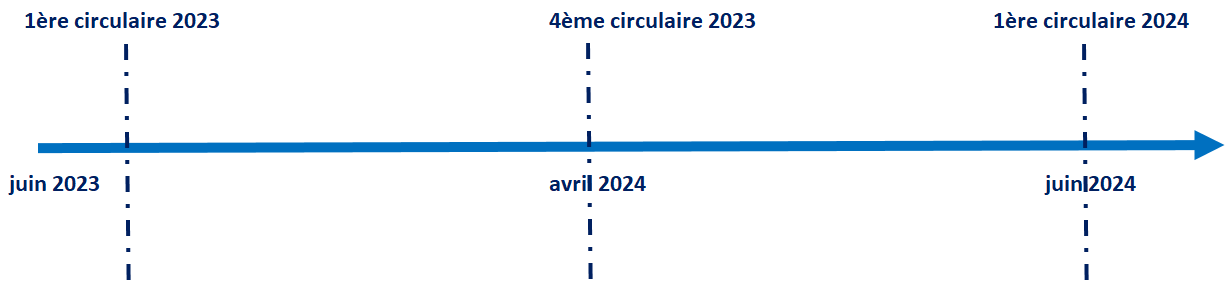 1ère circulaire 2023
4ème circulaire 2023
1ère circulaire 2024
juin 2023
avril 2024
juin 2024